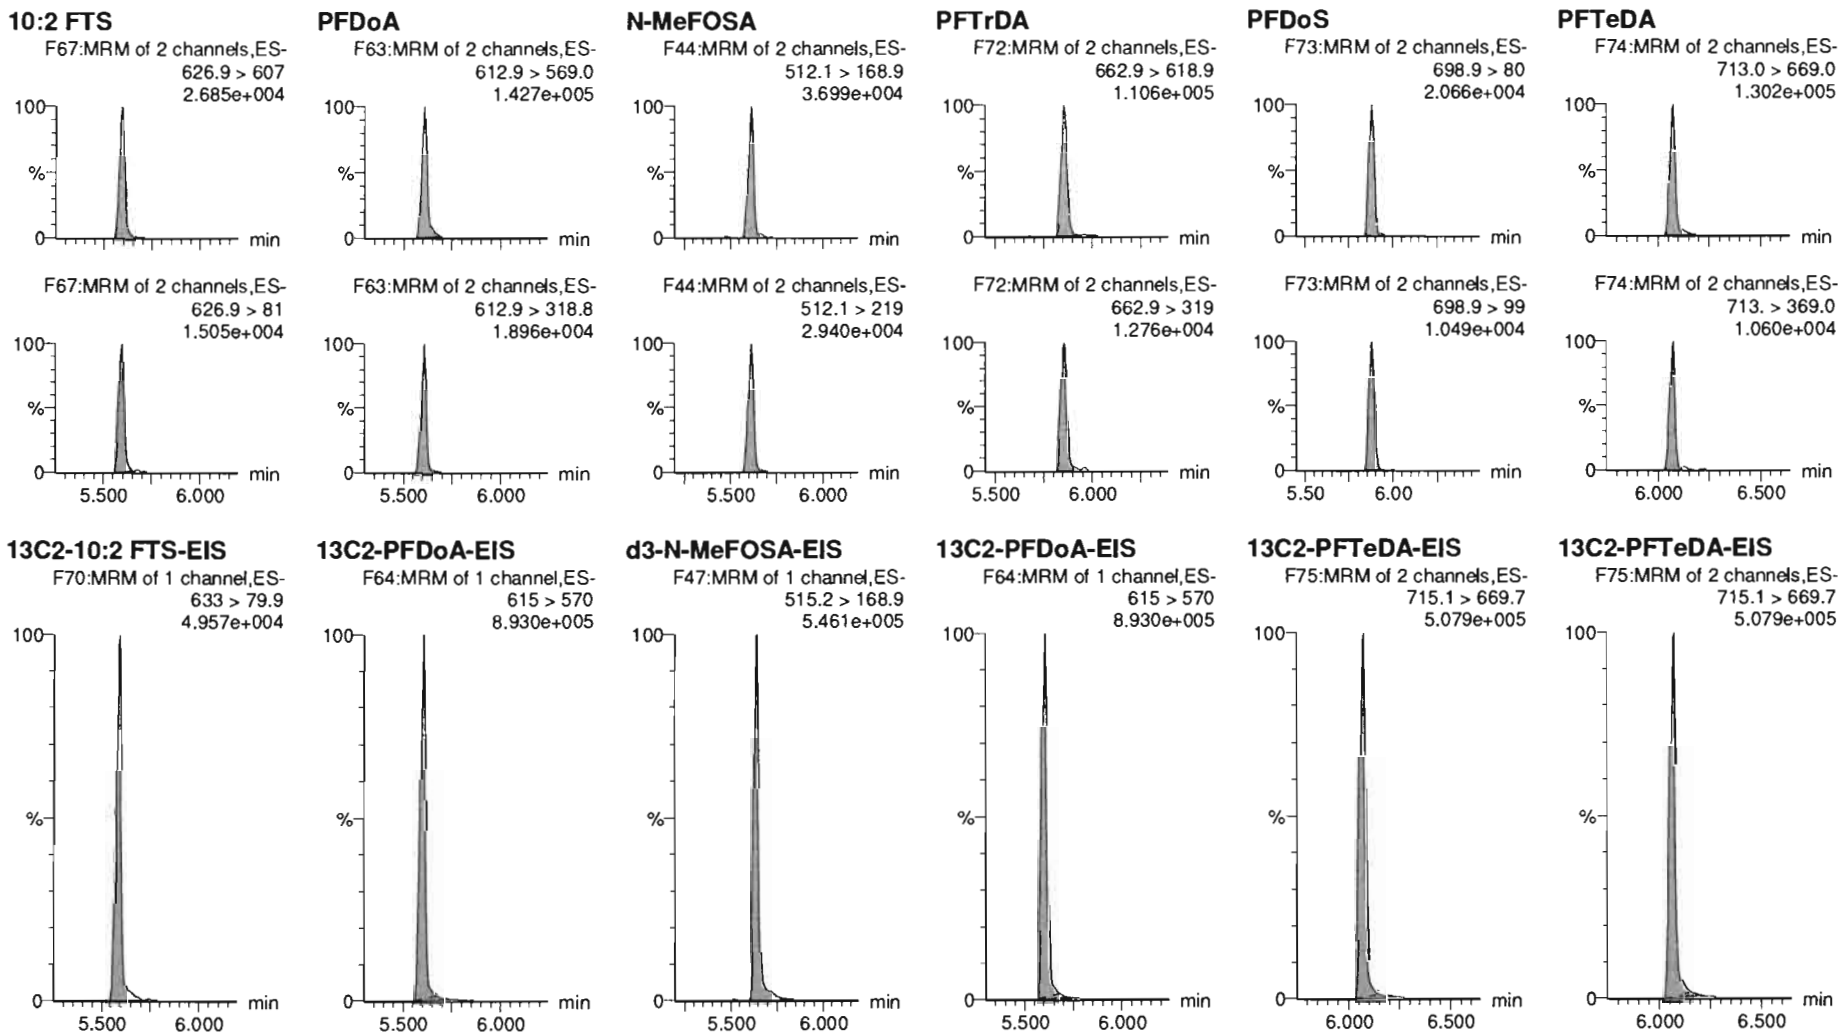 10:2 FTS
F67:MRM of 2 channels,ES-
626.9 > 607
2.685e+004
100
%
0
min
PFDoA
F63:MRM of 2 channels,ES-
612.9 > 569.0
1.427e+005
100
%
0
min
N-MeFOSA
F44:MRM of 2 channels,ES-
512.1 > 168.9
3.699e+004
100
%
0
min
PFTrDA
F72:MRM of 2 channels,ES-
662.9 > 618.9
1.106e+005
100
%
0
min
PFDoS
F73:MRM of 2 channels,ES-
698.9 > 80
2.066e+004
100
%
0
min
PFTeDA
F74:MRM of 2 channels,ES-
713.0 > 669.0
1.302e+005
100
%
0
min
F67:MRM of 2 channels,ES-
626.9 > 81
1.505e+004
100
%
0
min
5.500 6.000
F63:MRM of 2 channels,ES-
612.9 > 318.8
1.896e+004
100
%
0
min
5.500 6.000
F44:MRM of 2 channels,ES-
512.1 > 219
2.940e+004
100
%
0
min
5.500 6.000
F72:MRM of 2 channels,ES-
662.9 > 319
1.276e+004
100
%
0
min
5.500 6.000
F73:MRM of 2 channels,ES-
698.9 > 99
1.049e+004
100
%
0
min
5.50 6.00
F74:MRM of 2 channels,ES-
713. > 369.0
1.060e+004
100
%
0
min
6.000 6.500
13C2-10:2 FTS-EIS
F70:MRM of 1 channel,ES-
633 > 79.9
4.957e+004
100
%
0
min
5.500 6.000
13C2-PFDoA-EIS
F64:MRM of 1 channel,ES-
615 > 570
8.930e+005
100
%
0
min
5.500 6.000
d3-N-MeFOSA-EIS
F47:MRM of 1 channel,ES-
515.2 > 168.9
5.461e+005
100
%
0
min
5.500 6.000
13C2-PFDoA-EIS
F64:MRM of 1 channel,ES-
615 > 570
8.930e+005
100
%
0
min
5.500 6.000
13C2-PFTeDA-EIS
F75:MRM of 2 channels,ES-
715.1 > 669.7
5.079e+005
100
%
0
min
6.000 6.500
13C2-PFTeDA-EIS
F75:MRM of 2 channels,ES-
715.1 > 669.7
5.079e+005
100
%
0
min
6.000 6.500